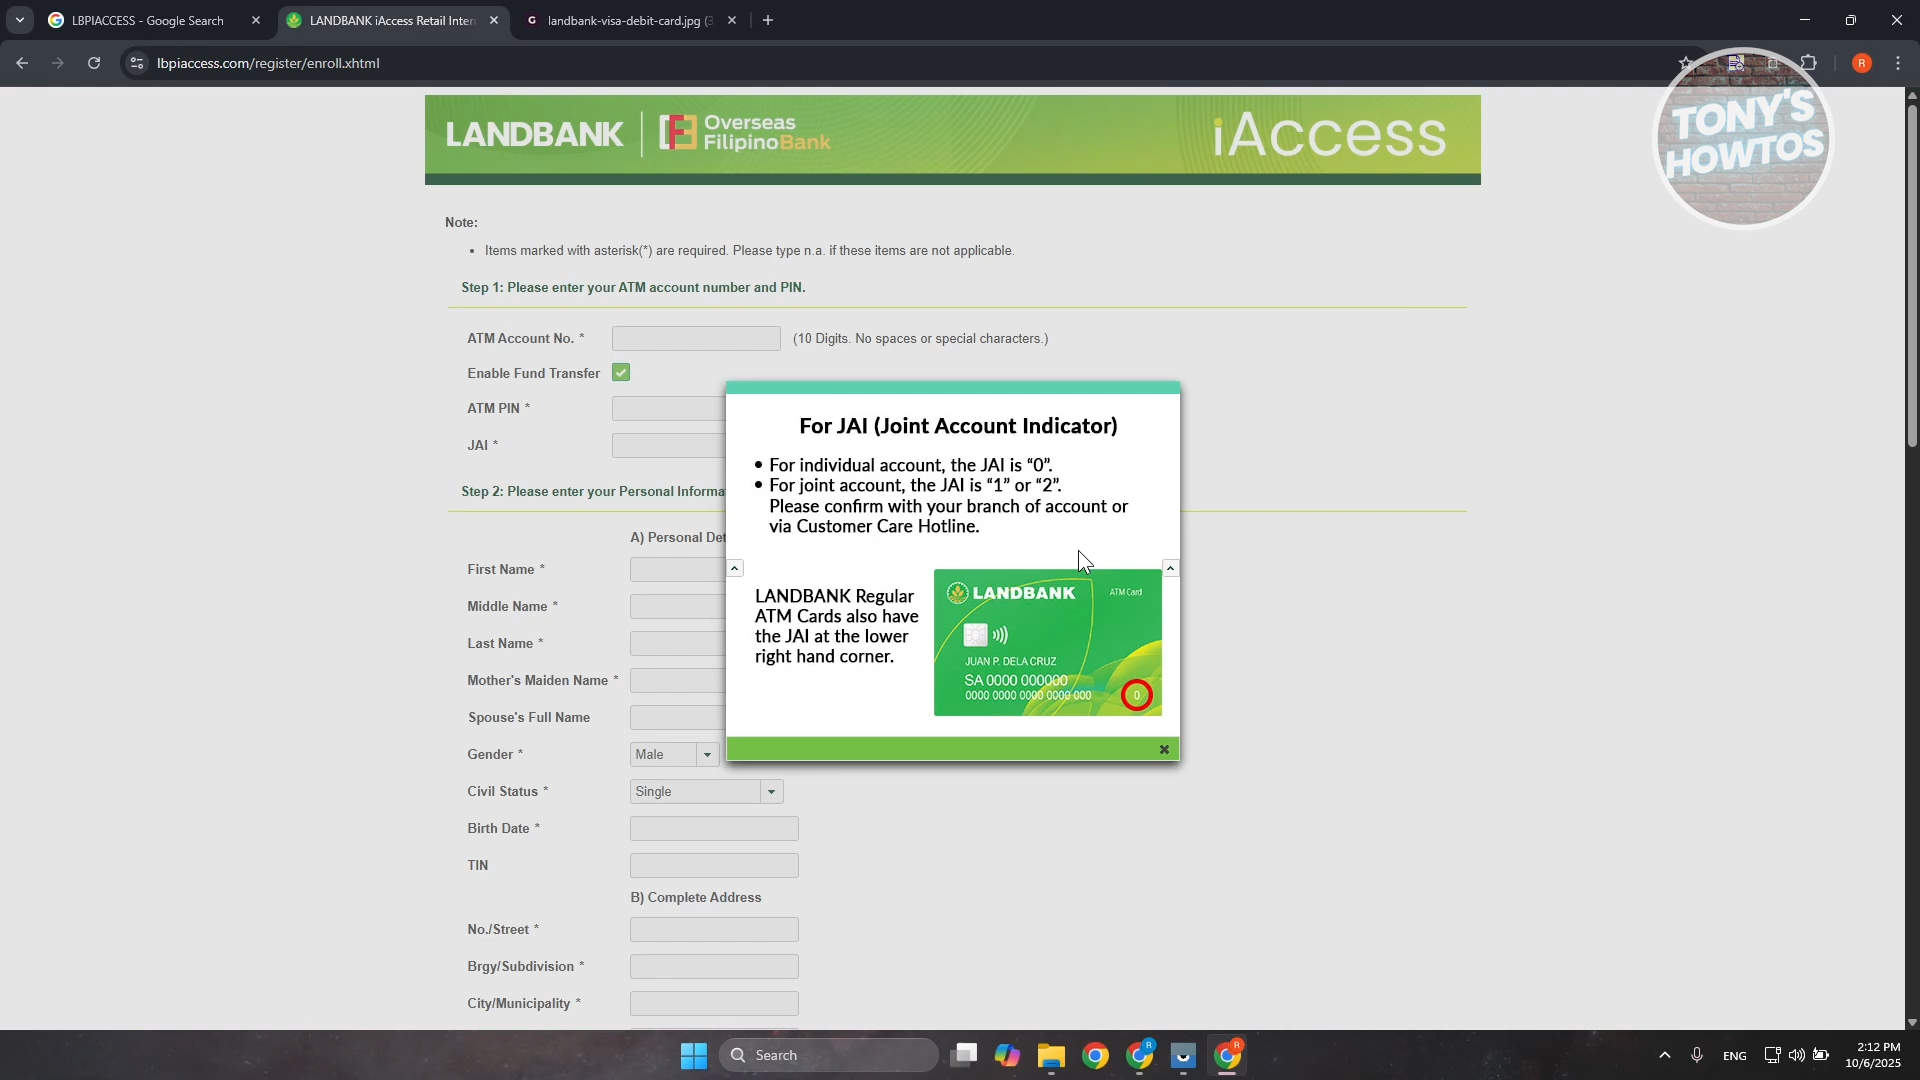 LBPIACCESS - Google Search
LANDBANK iAccess Retail Inter
G landbank-visa-debit-card.jpg (3
lbpiaccess.com/register/enroll.xhtml
R
TONY'S
HOWTOS
LANDBANK
Overseas
FilipinoBank
iAccess
Note:
• Items marked with asterisk(*) are required. Please type n.a. if these items are not applicable.
Step 1: Please enter your ATM account number and PIN.
ATM Account No. *
(10 Digits. No spaces or special characters.)
Enable Fund Transfer
ATM PIN *
JAI *
Step 2: Please enter your Personal Informa
For JAI (Joint Account Indicator)
• For individual account, the JAI is “0”.
• For joint account, the JAI is “1” or “2”.
Please confirm with your branch of account or
via Customer Care Hotline.
LANDBANK Regular
ATM Cards also have
the JAI at the lower
right hand corner.
LANDBANK
ATM Card
JUAN P. DELA CRUZ
SA 0000 000000
0000 0000 0000 0000 000
0
A) Personal Det
First Name *
Middle Name *
Last Name *
Mother's Maiden Name *
Spouse's Full Name
Gender *
Male
Civil Status *
Single
Birth Date *
TIN
B) Complete Address
No./Street *
Brgy/Subdivision *
City/Municipality *
Search
R
R
ENG
2:12 PM
10/6/2025